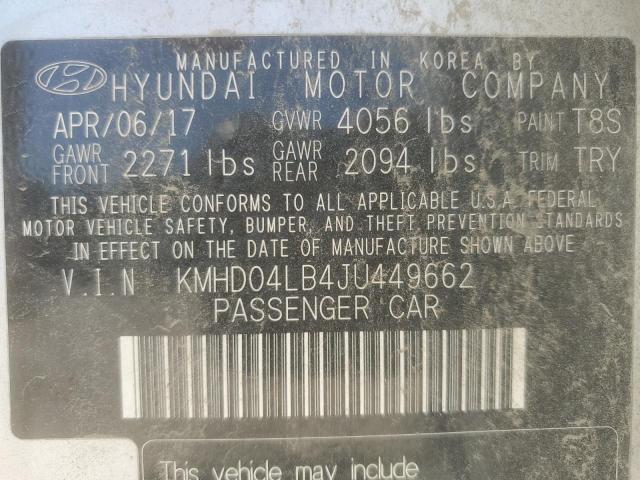 MANUFACTURED IN KOREA BY
HYUNDAI MOTOR COMPANY
APR/06/17 GVWR 4056 lbs PAINT T8S
GAWR FRONT 2271 lbs GAWR REAR 2094 lbs TRIM TRY
THIS VEHICLE CONFORMS TO ALL APPLICABLE U.S.A FEDERAL
MOTOR VEHICLE SAFETY, BUMPER, AND THEFT PREVENTION STANDARDS
IN EFFECT ON THE DATE OF MANUFACTURE SHOWN ABOVE
V.I.N KMHD04LB4JU449662
PASSENGER CAR
This vehicle may include